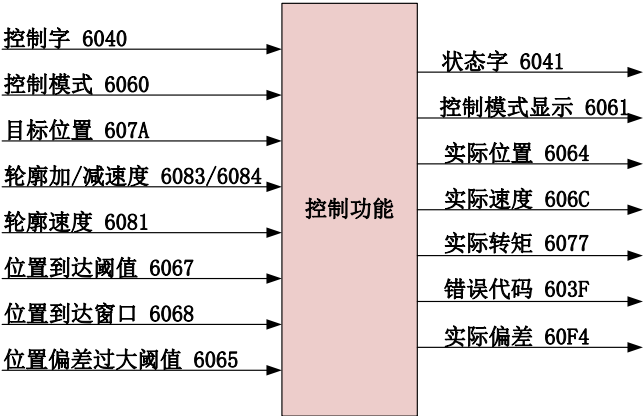 控制字 6040
控制模式 6060
目标位置 607A
轮廓加/减速度 6083/6084
轮廓速度 6081
位置到达阈值 6067
位置到达窗口 6068
位置偏差过大阈值 6065
控制功能
状态字 6041
控制模式显示 6061
实际位置 6064
实际速度 606C
实际转矩 6077
错误代码 603F
实际偏差 60F4